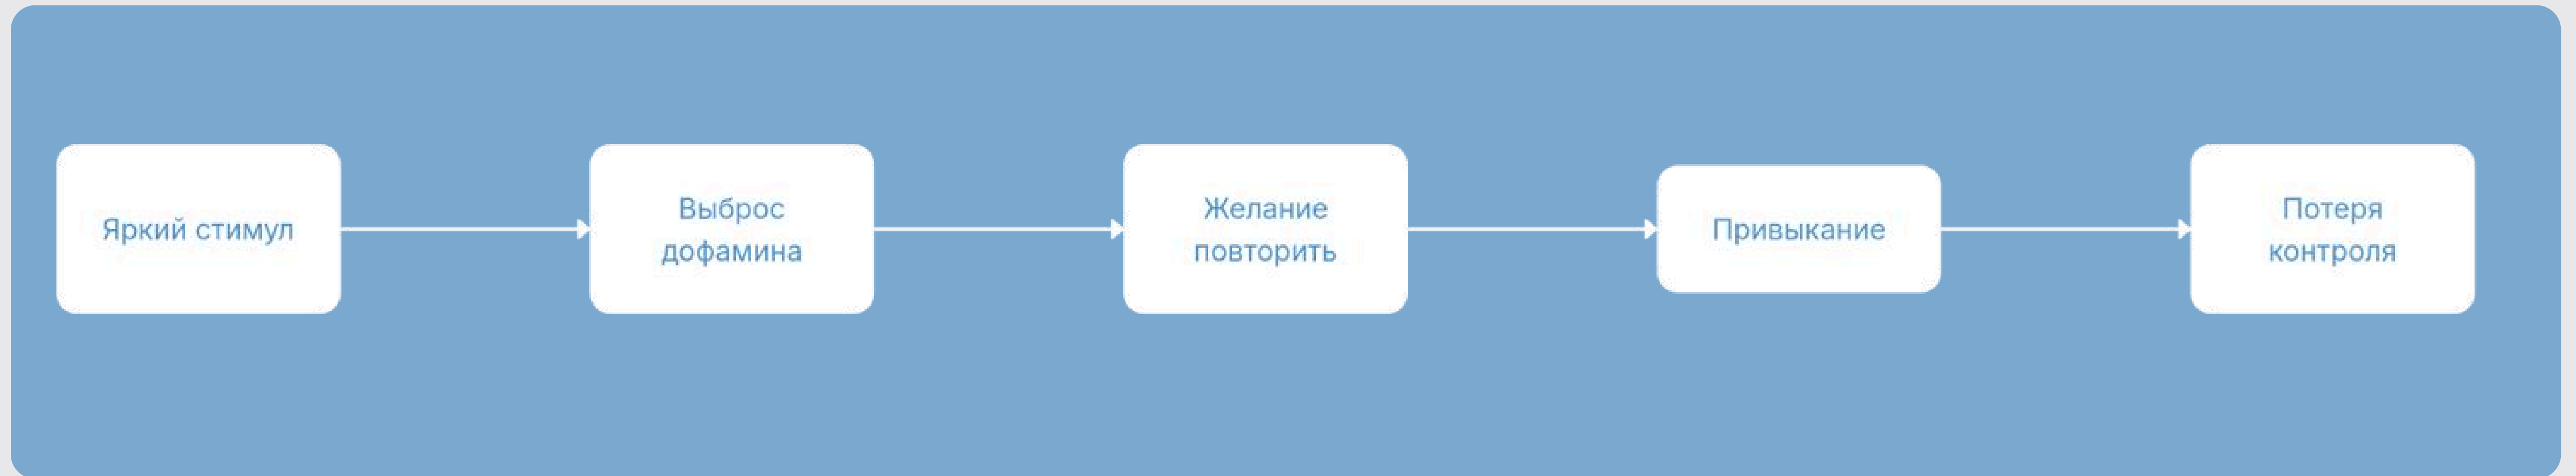 Яркий стимул
Выброс
дофамина
Желание
повторить
Привыкание
Потеря
контроля